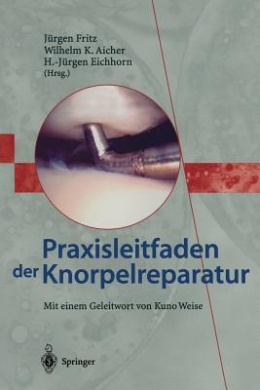 Jürgen Fritz
Wilhelm K. Aicher
H.-Jürgen Eichhorn
(Hrsg.)
Praxisleitfaden
der Knorpelreparatur
Mit einem Geleitwort von Kuno Weise
Springer